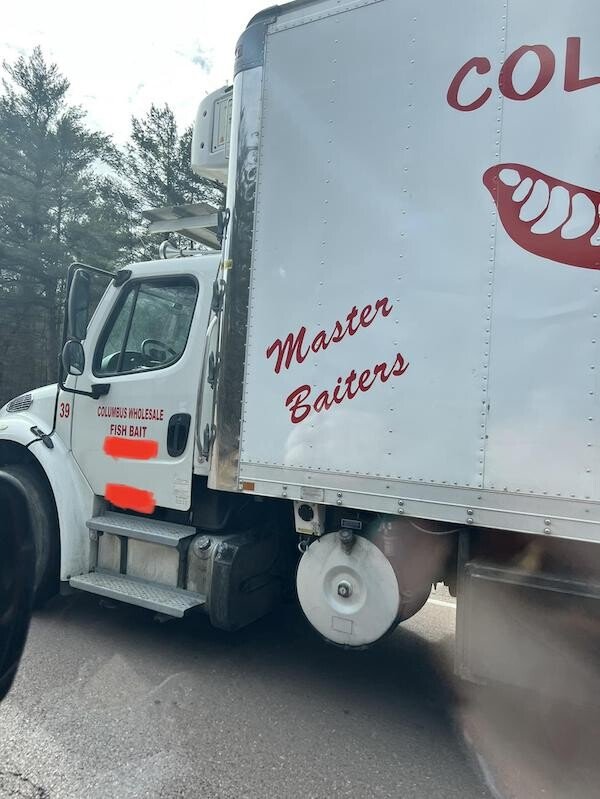 COL
Master
Baiters
39
COLUMBUS WHOLESALE
FISH BAIT